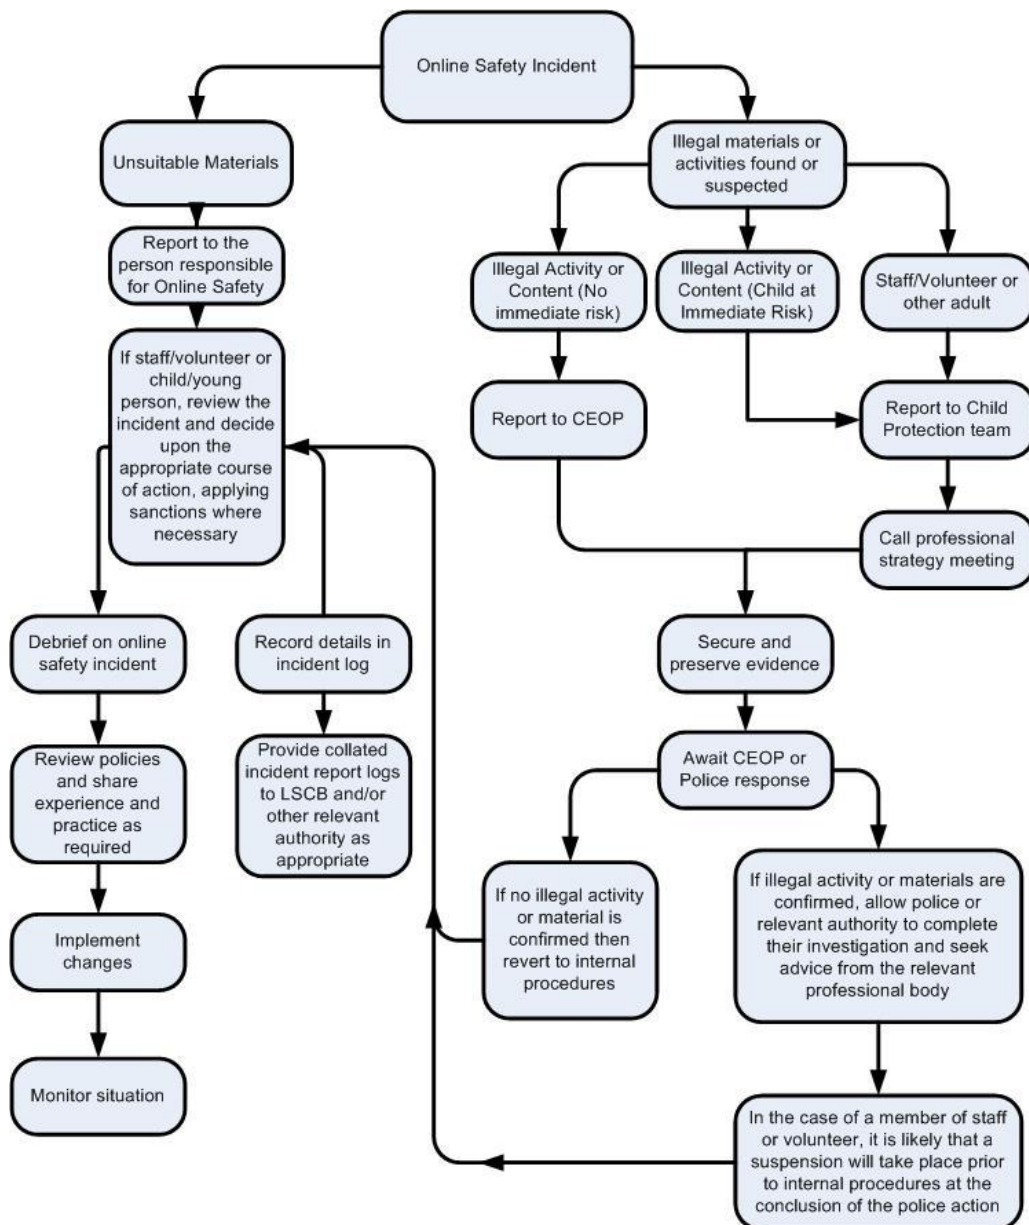 Online Safety Incident
Unsuitable Materials
Report to the
person responsible
for Online Safety
If staff/volunteer or
child/young
person, review the
incident and decide
upon the
appropriate course
of action, applying
sanctions where
necessary
Debrief on online
safety incident
Review policies
and share
experience and
practice as
required
Implement
changes
Monitor situation
Record details in
incident log
Provide collated
incident report logs
to LSCB and/or
other relevant
authority as
appropriate
Illegal materials or
activities found or
suspected
Illegal Activity or
Content (No
immediate risk)
Report to CEOP
Illegal Activity or
Content (Child at
Immediate Risk)
Staff/Volunteer or
other adult
Report to Child
Protection team
Call professional
strategy meeting
Secure and
preserve evidence
Await CEOP or
Police response
If no illegal activity
or material is
confirmed then
revert to internal
procedures
If illegal activity or materials are
confirmed, allow police or
relevant authority to complete
their investigation and seek
advice from the relevant
professional body
In the case of a member of staff
or volunteer, it is likely that a
suspension will take place prior
to internal procedures at the
conclusion of the police action